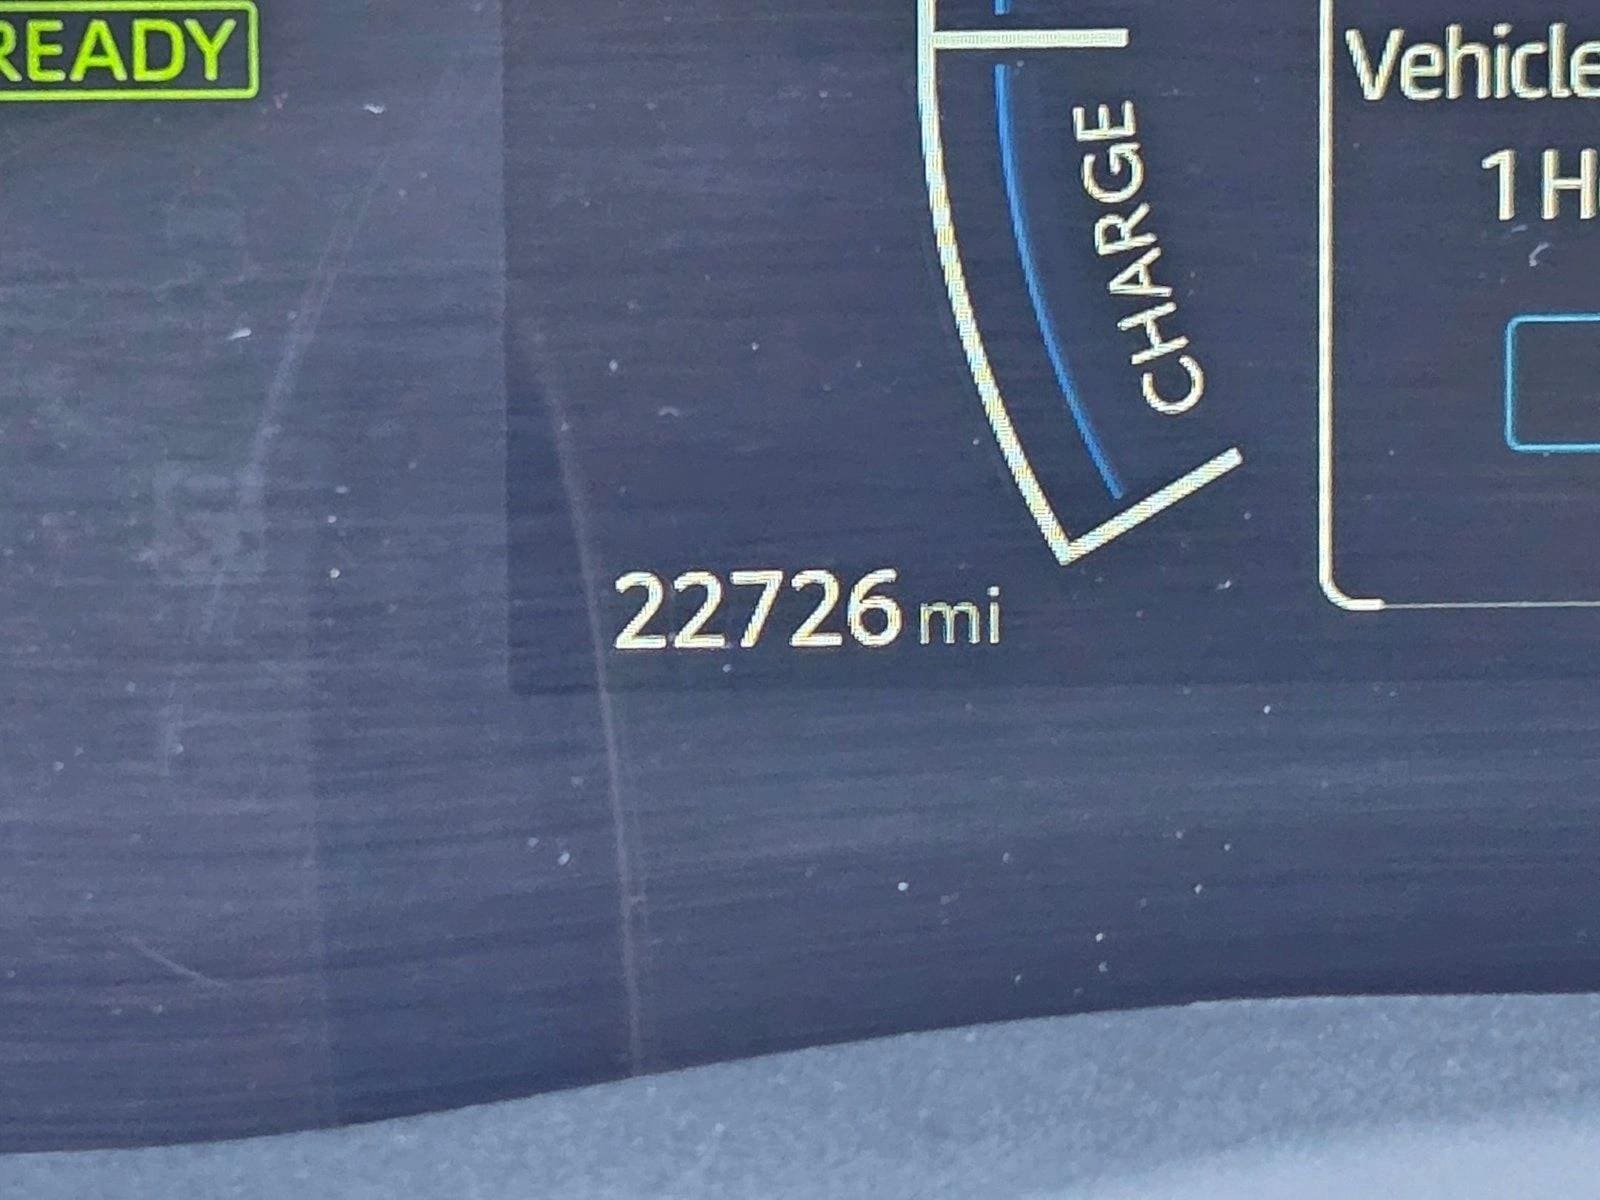 READY
CHARGE
Vehicle
1 H
22726 mi